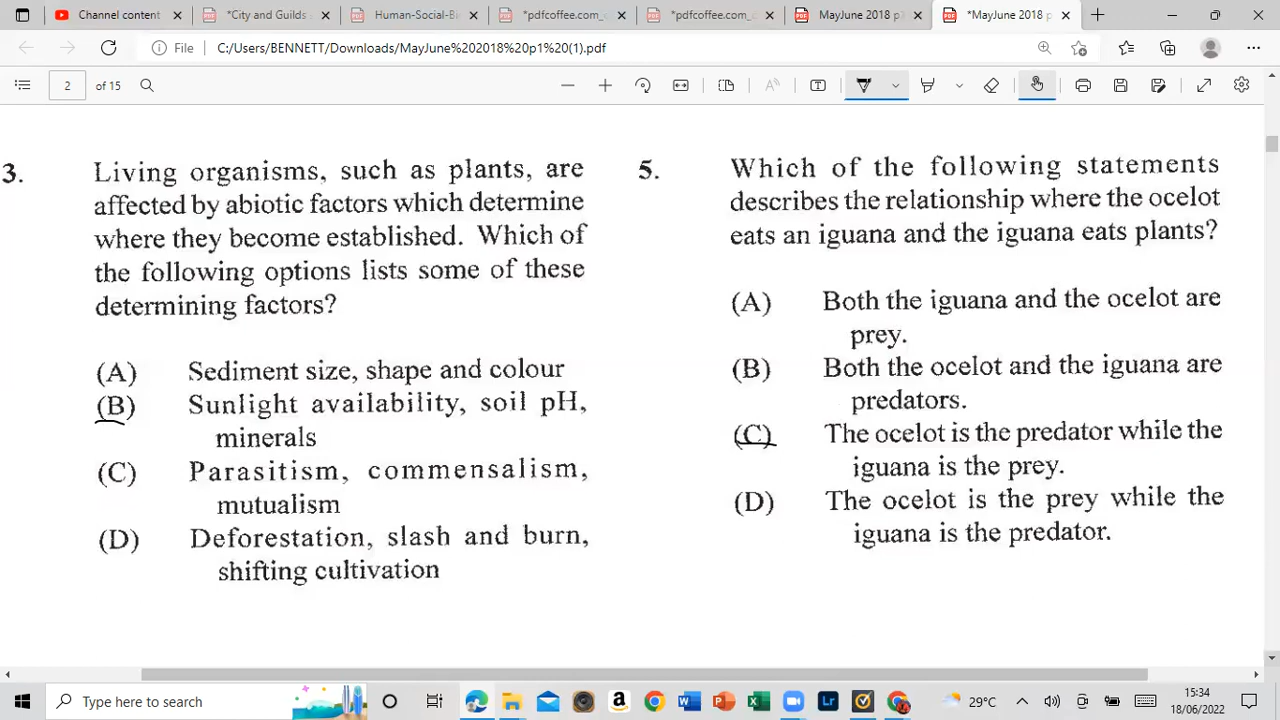 Channel content
*City and Guilds
Human-Social-Bi
*pdfcoffee.com_c
*pdfcoffee.com_
MayJune 2018 p
*MayJune 2018 p
File
C:/Users/BENNETT/Downloads/MayJune%202018%20p1%20(1).pdf
2 of 15
3. Living organisms, such as plants, are
affected by abiotic factors which determine
where they become established. Which of
the following options lists some of these
determining factors?
(A) Sediment size, shape and colour
(B) Sunlight availability, soil pH,
minerals
(C) Parasitism, commensalism,
mutualism
(D) Deforestation, slash and burn,
shifting cultivation
5. Which of the following statements
describes the relationship where the ocelot
eats an iguana and the iguana eats plants?
(A) Both the iguana and the ocelot are
prey.
(B) Both the ocelot and the iguana are
predators.
(C) The ocelot is the predator while the
iguana is the prey.
(D) The ocelot is the prey while the
iguana is the predator.
Type here to search
29°C
15:34
18/06/2022